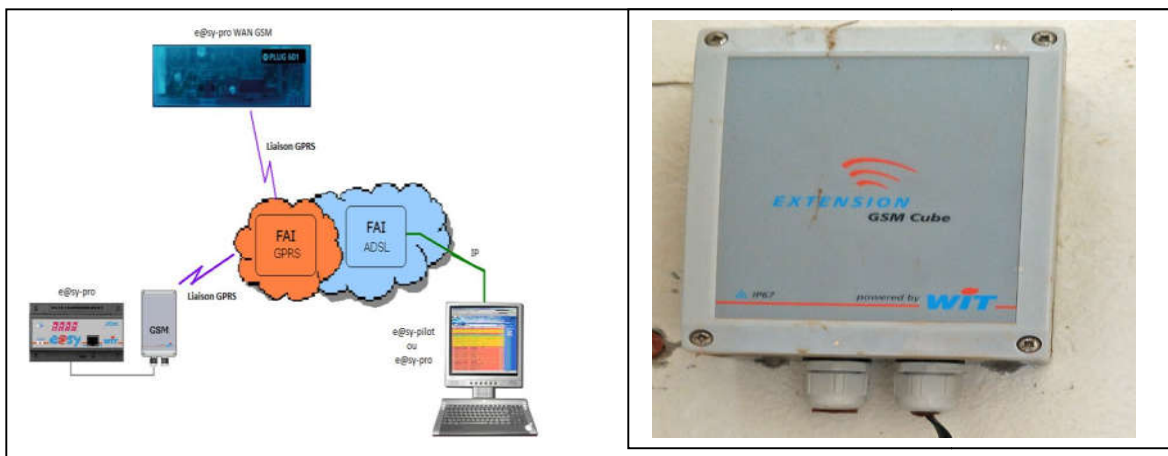 e@sy-pro WAN GSM
PLUG 601
Liaison GPRS
FAI
GPRS
FAI
ADSL
IP
Liaison GPRS
e@sy-pro
GSM
e@sy
WIT
e@sy-pilot
ou
e@sy-pro
EXTENSION
GSM Cube
IP67
powered by WIT